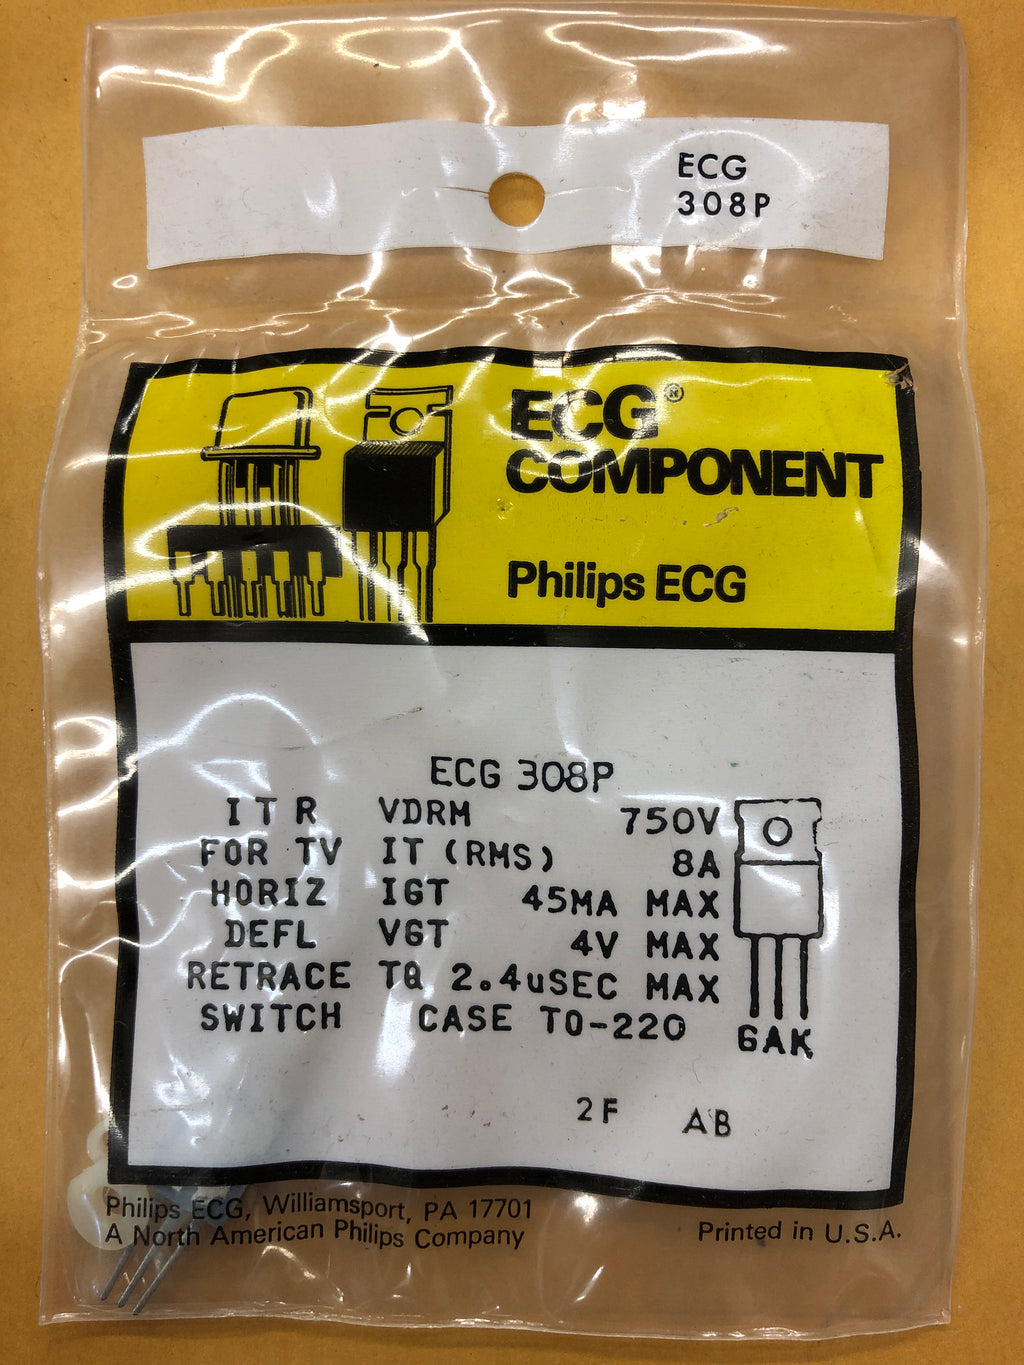 ECG
308P
ECG®
COMPONENT
Philips ECG
ECG 308P
ITR VDRM 750V
FOR TV IT (RMS) 8A
HORIZ IGT 45MA MAX
DEFL VGT 4V MAX
RETRACE TQ 2.4uSEC MAX
SWITCH CASE TO-220
GAK
2F AB
Philips ECG, Williamsport, PA 17701
A North American Philips Company
Printed in U.S.A.